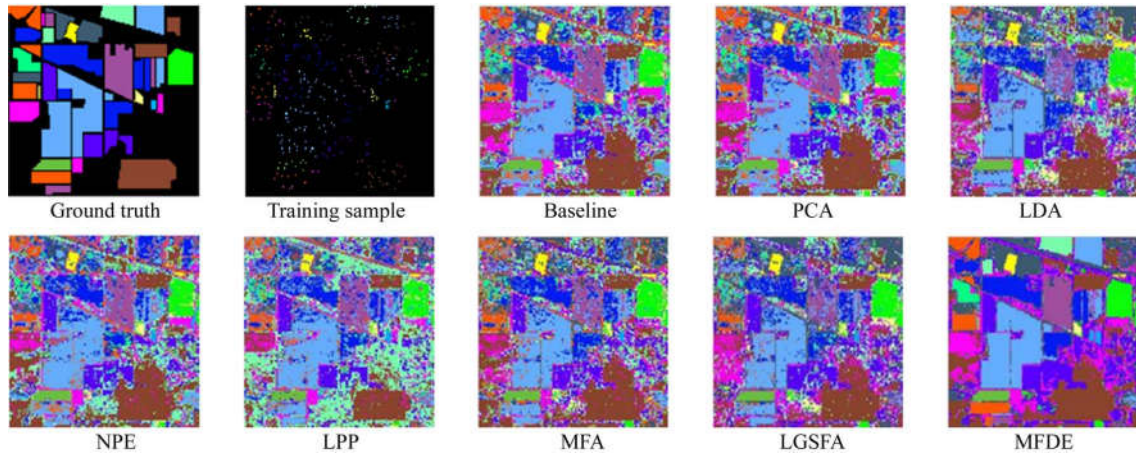 Ground truth
Training sample
Baseline
PCA
LDA
NPE
LPP
MFA
LGSFA
MFDE